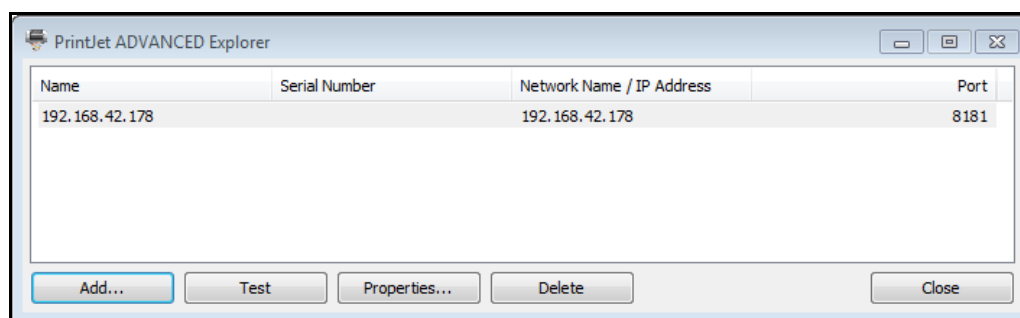 PrintJet ADVANCED Explorer
Name Serial Number Network Name / IP Address Port
192.168.42.178 192.168.42.178 8181
Add... Test Properties... Delete Close